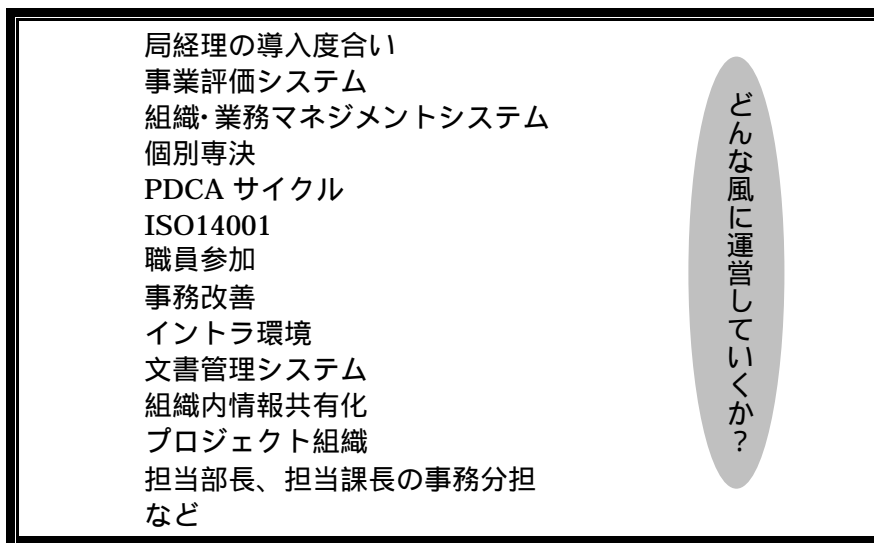 局経理の導入度合い
事業評価システム
組織・業務マネジメントシステム
個別専決
PDCA サイクル
ISO14001
職員参加
事務改善
イントラ環境
文書管理システム
組織内情報共有化
プロジェクト組織
担当部長、担当課長の事務分担
など
どんな風に運営していくか？